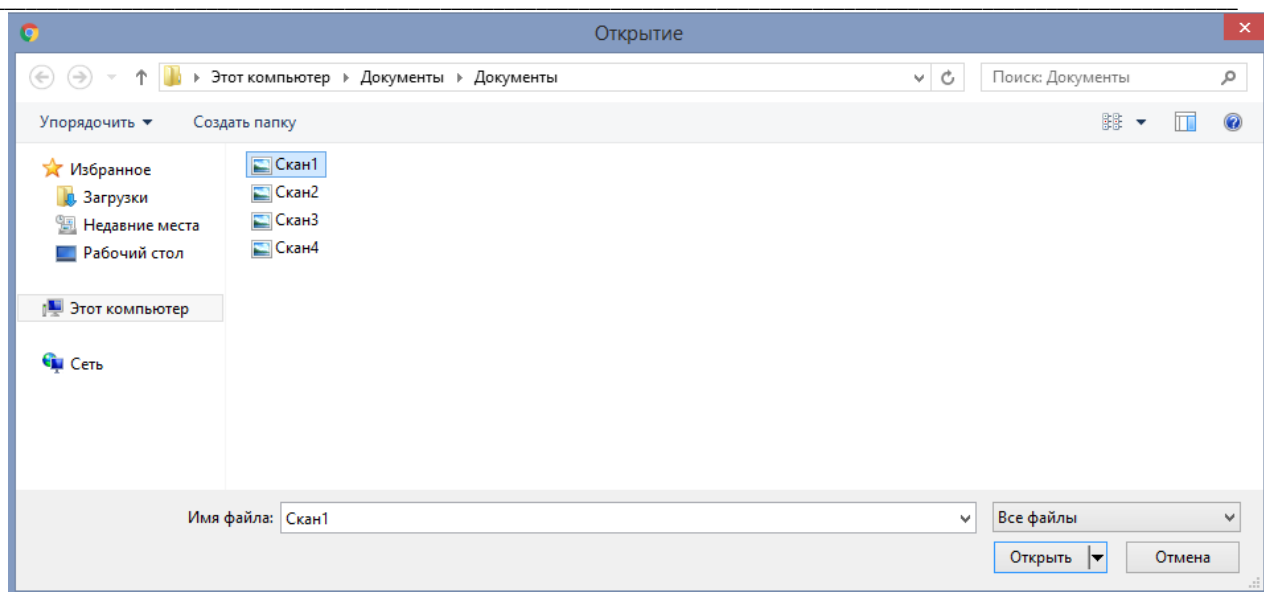 Открытие
Этот компьютер Документы Документы
Поиск: Документы
Упорядочить Создать папку
Избранное
Загрузки
Недавние места
Рабочий стол
Этот компьютер
Сеть
Скан1
Скан2
Скан3
Скан4
Имя файла: Скан1
Все файлы
Открыть Отмена